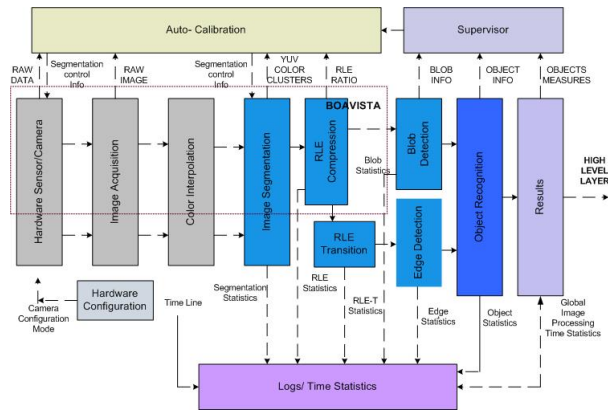 Auto- Calibration
Supervisor
RAW
DATA
Segmentation
control
Info
RAW
IMAGE
Segmentation
control
Info
YUV
COLOR
CLUSTERS
RLE
RATIO
BLOB
INFO
OBJECT
INFO
OBJECTS
MEASURES
BOAVISTA
Hardware Sensor/Camera
Image Acquisition
Color Interpolation
Image Segmentation
RLE
Compression
Blob
Statistics
Blob
Detection
Object Recognition
Results
HIGH
LEVEL
LAYER
RLE
Transition
Edge Detection
Hardware
Configuration
Camera
Configuration
Mode
Time Line
Segmentation
Statistics
RLE
Statistics
RLE-T
Statistics
Edge
Statistics
Object
Statistics
Global
Image
Processing
Time Statistics
Logs/ Time Statistics